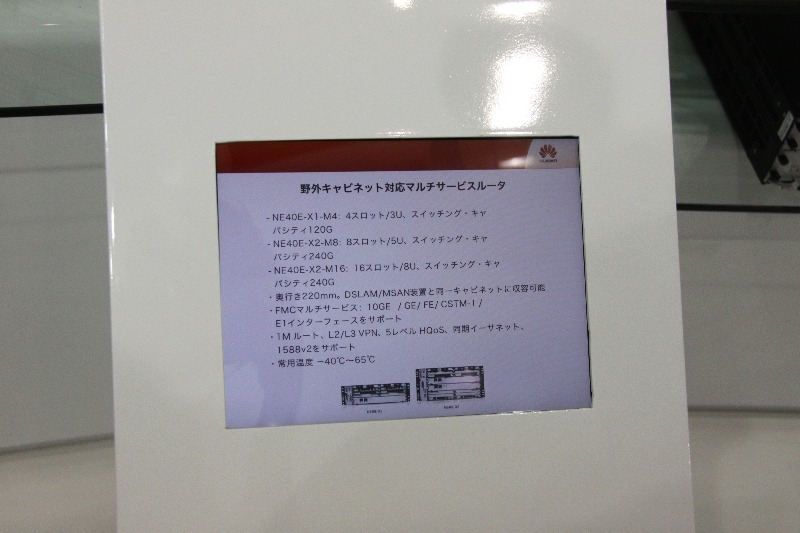 HUAWEI
野外キャビネット対応マルチサービスルータ
- NE40E-X1-M4: 4スロット/3U、スイッチング・キャ
パシティ120G
- NE40E-X2-M8: 8スロット/5U、スイッチング・キャ
パシティ240G
- NE40E-X2-M16: 16スロット/8U、スイッチング・キャ
パシティ240G
・奥行き220mm。DSLAM/MSAN装置と同一キャビネットに収容可能
・FMCマルチサービス: 10GE / GE/ FE/ CSTM-1 /
E1インターフェースをサポート
・1M ルート、L2/L3 VPN、5レベル HQoS、同期イーサネット、
1588v2をサポート
・常用温度 −40℃～65℃